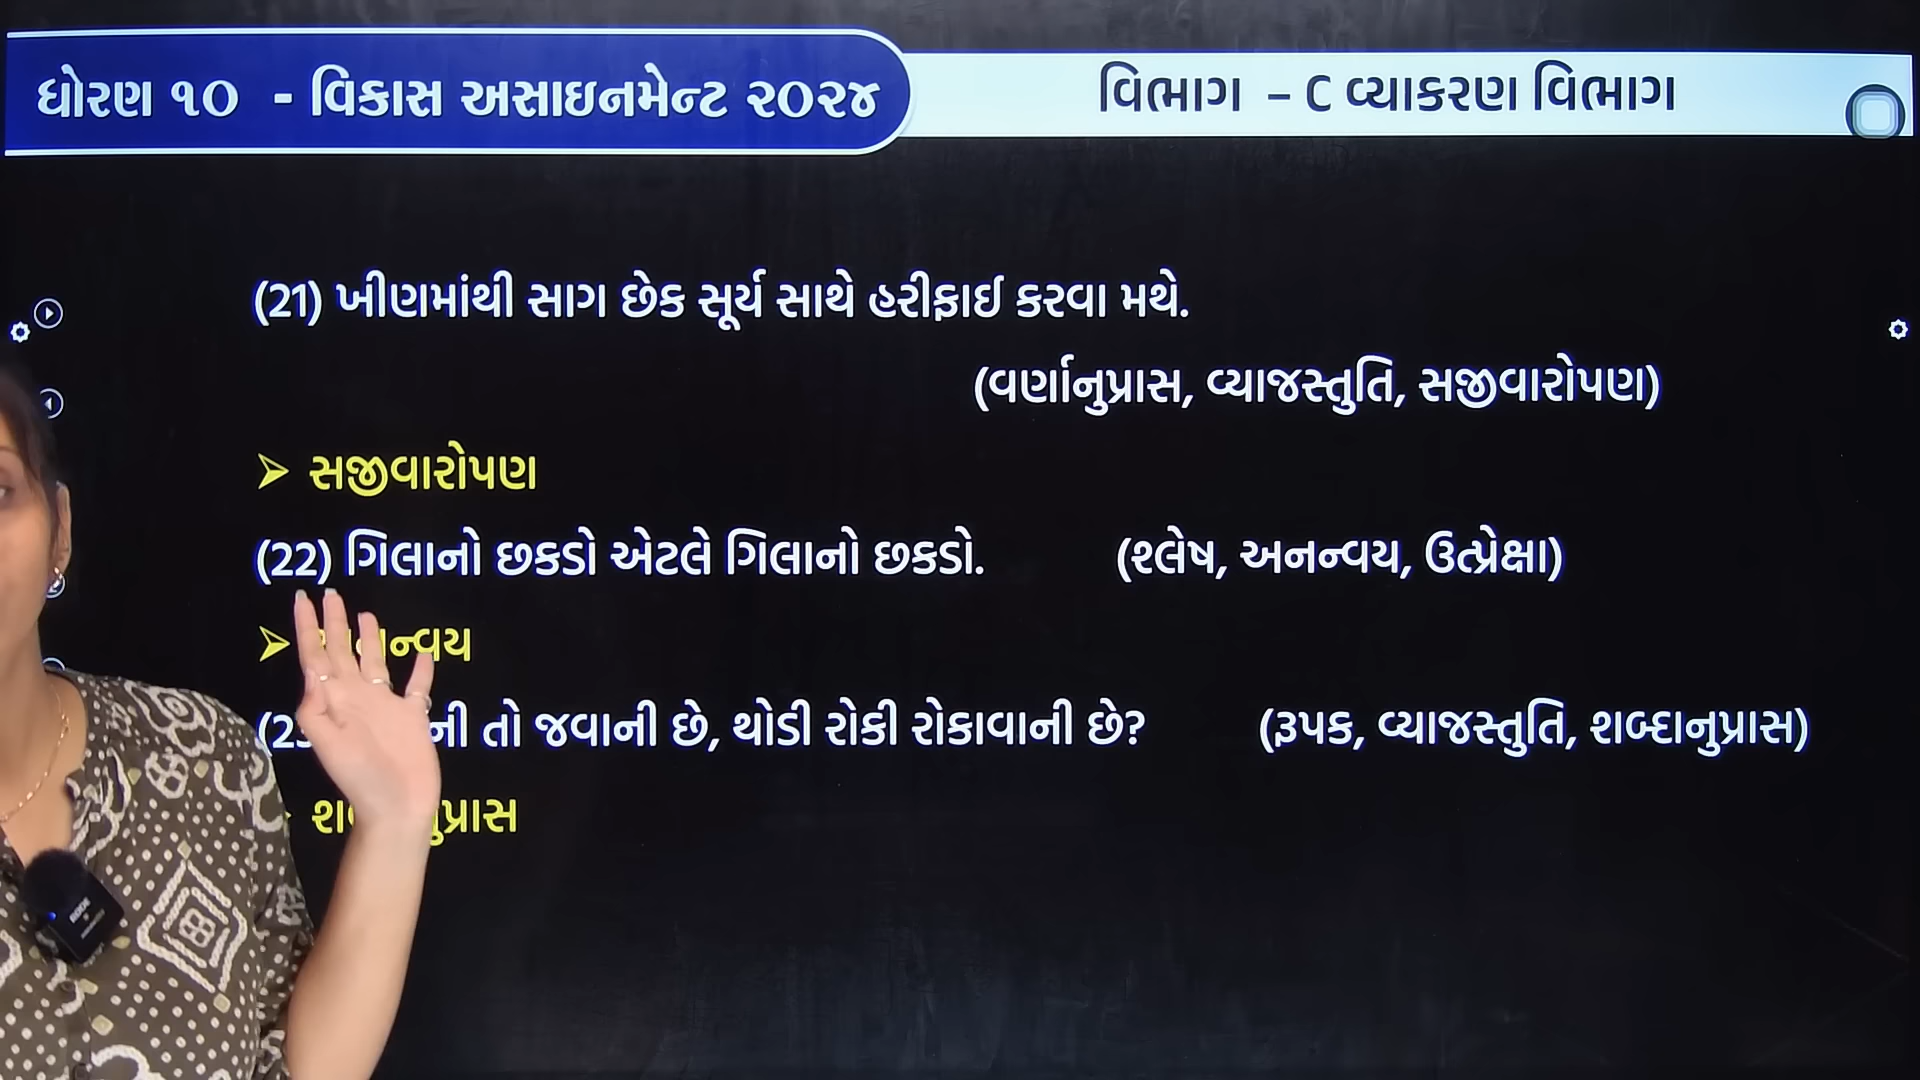 ધોરણ ૧૦ - વિકાસ અસાઇનમેન્ટ ૨૦૨૪
વિભાગ – C વ્યાકરણ વિભાગ
(21) ખીણમાંથી સાગ છેક સૂર્ય સાથે હરીફાઈ કરવા મથે.
(વર્ણાનુપ્રાસ, વ્યાજસ્તુતિ, સજીવારોપણ)
➢ સજીવારોપણ
(22) ગિલાનો છકડો એટલે ગિલાનો છકડો. (શ્લેષ, અનન્વય, ઉત્પ્રેક્ષા)
➢
તો જવાની છે, થોડી રોકી રોકાવાની છે? (રૂપક, વ્યાજસ્તુતિ, શબ્દાનુપ્રાસ)
RODE